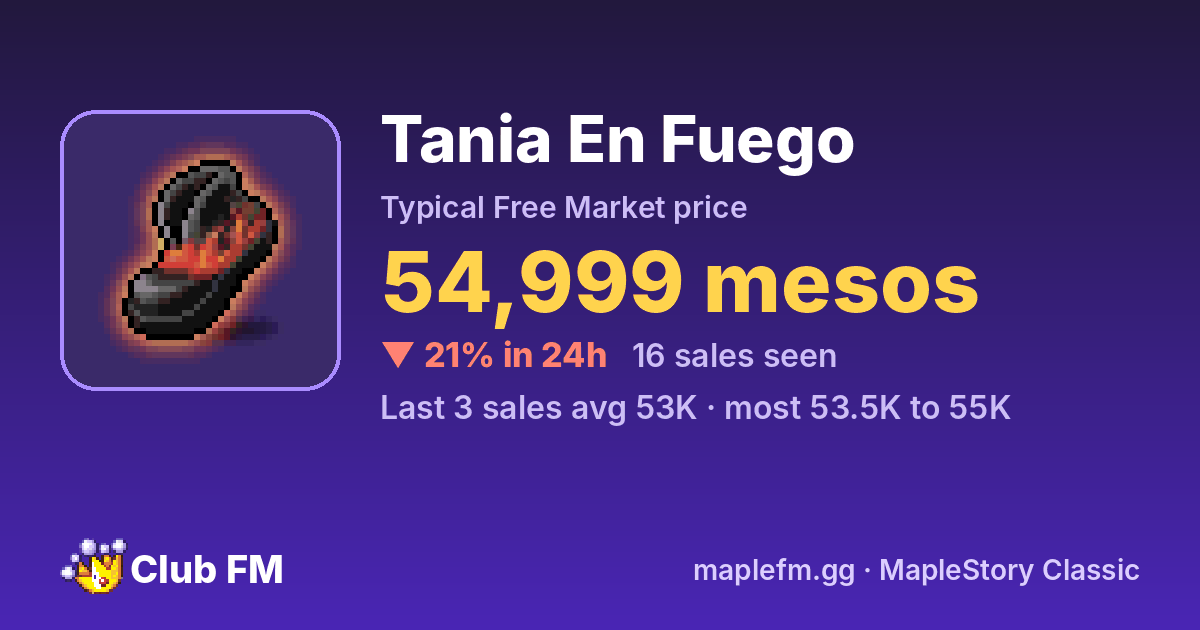 Tania En Fuego
Typical Free Market price
54,999 mesos
▼ 21% in 24h 16 sales seen
Last 3 sales avg 53K · most 53.5K to 55K
Club FM
maplefm.gg · MapleStory Classic